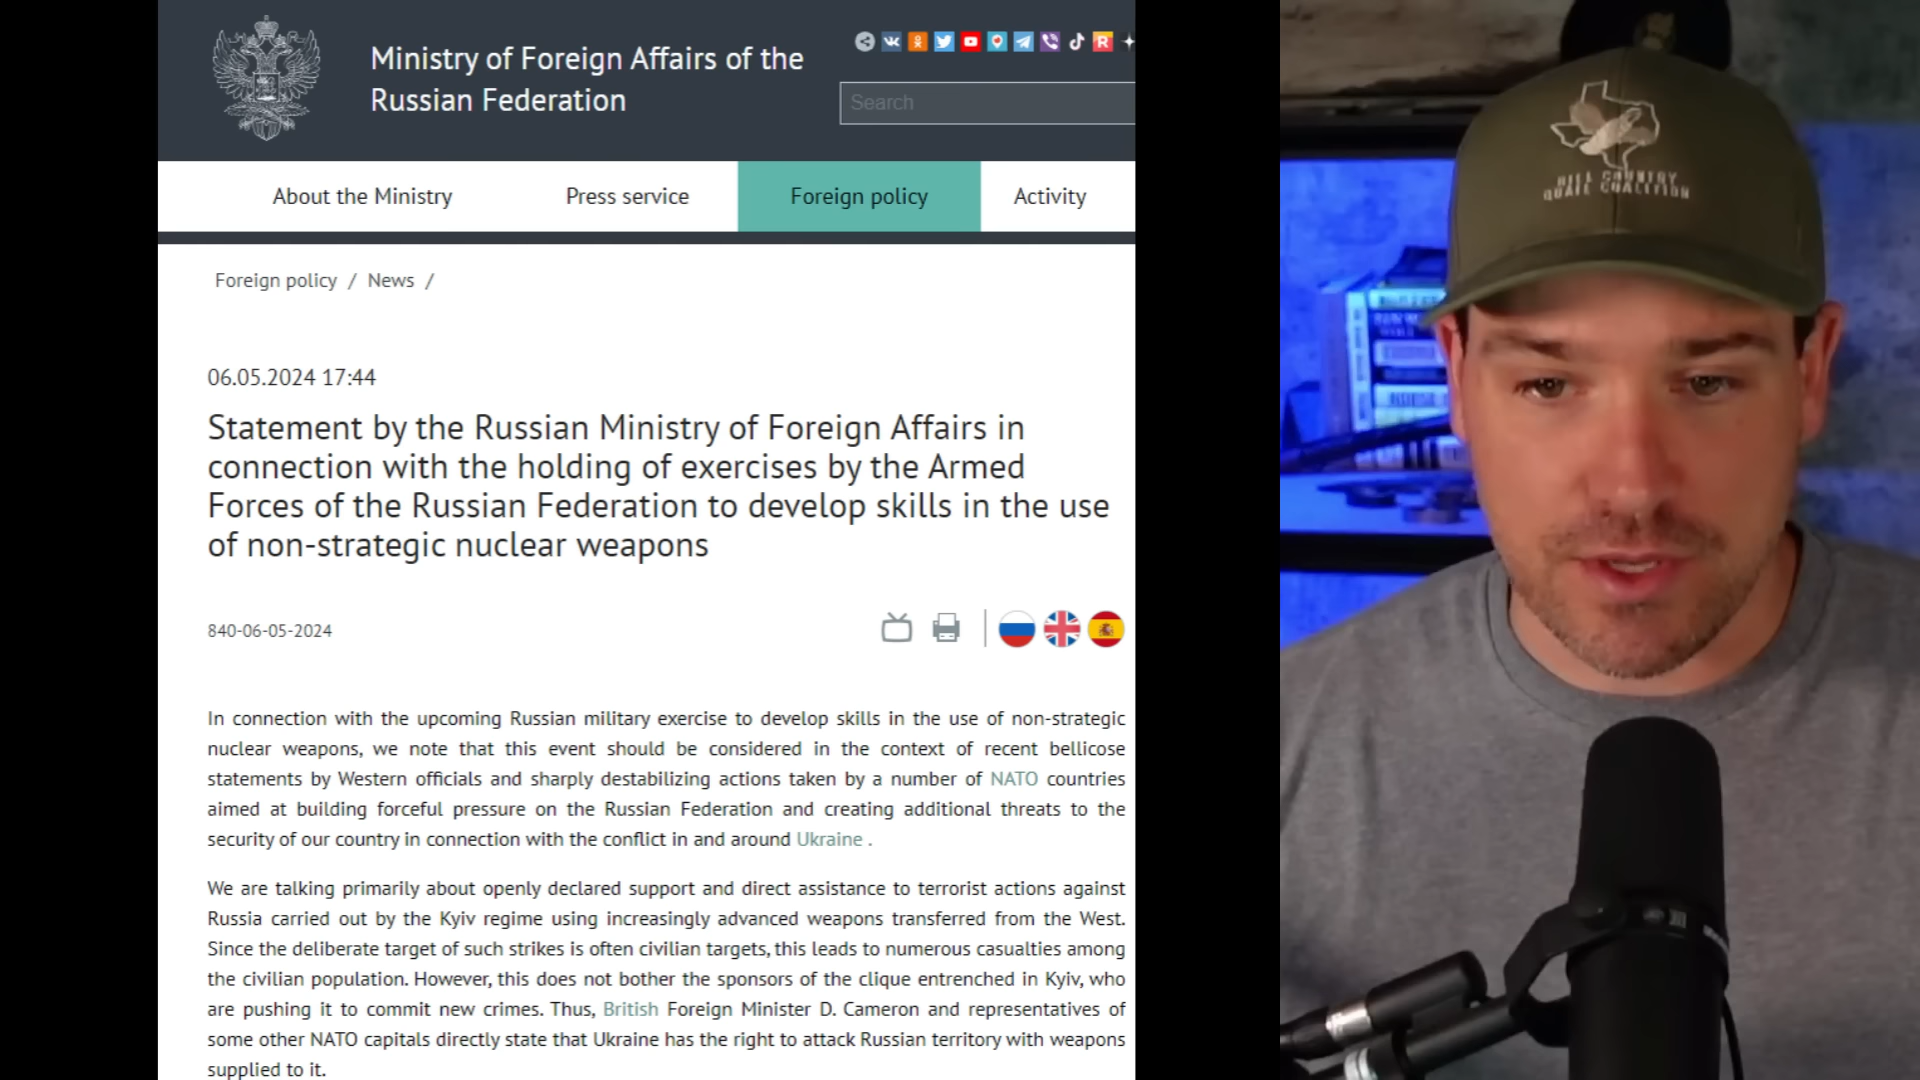 Ministry of Foreign Affairs of the
Russian Federation
Search
About the Ministry
Press service
Foreign policy
Activity
Foreign policy / News /
06.05.2024 17:44
Statement by the Russian Ministry of Foreign Affairs in
connection with the holding of exercises by the Armed
Forces of the Russian Federation to develop skills in the use
of non-strategic nuclear weapons
840-06-05-2024
In connection with the upcoming Russian military exercise to develop skills in the use of non-strategic
nuclear weapons, we note that this event should be considered in the context of recent bellicose
statements by Western officials and sharply destabilizing actions taken by a number of NATO countries
aimed at building forceful pressure on the Russian Federation and creating additional threats to the
security of our country in connection with the conflict in and around Ukraine .
We are talking primarily about openly declared support and direct assistance to terrorist actions against
Russia carried out by the Kyiv regime using increasingly advanced weapons transferred from the West.
Since the deliberate target of such strikes is often civilian targets, this leads to numerous casualties among
the civilian population. However, this does not bother the sponsors of the clique entrenched in Kyiv, who
are pushing it to commit new crimes. Thus, British Foreign Minister D. Cameron and representatives of
some other NATO capitals directly state that Ukraine has the right to attack Russian territory with weapons
supplied to it.
HILL COUNTRY
QUAIL COALITION